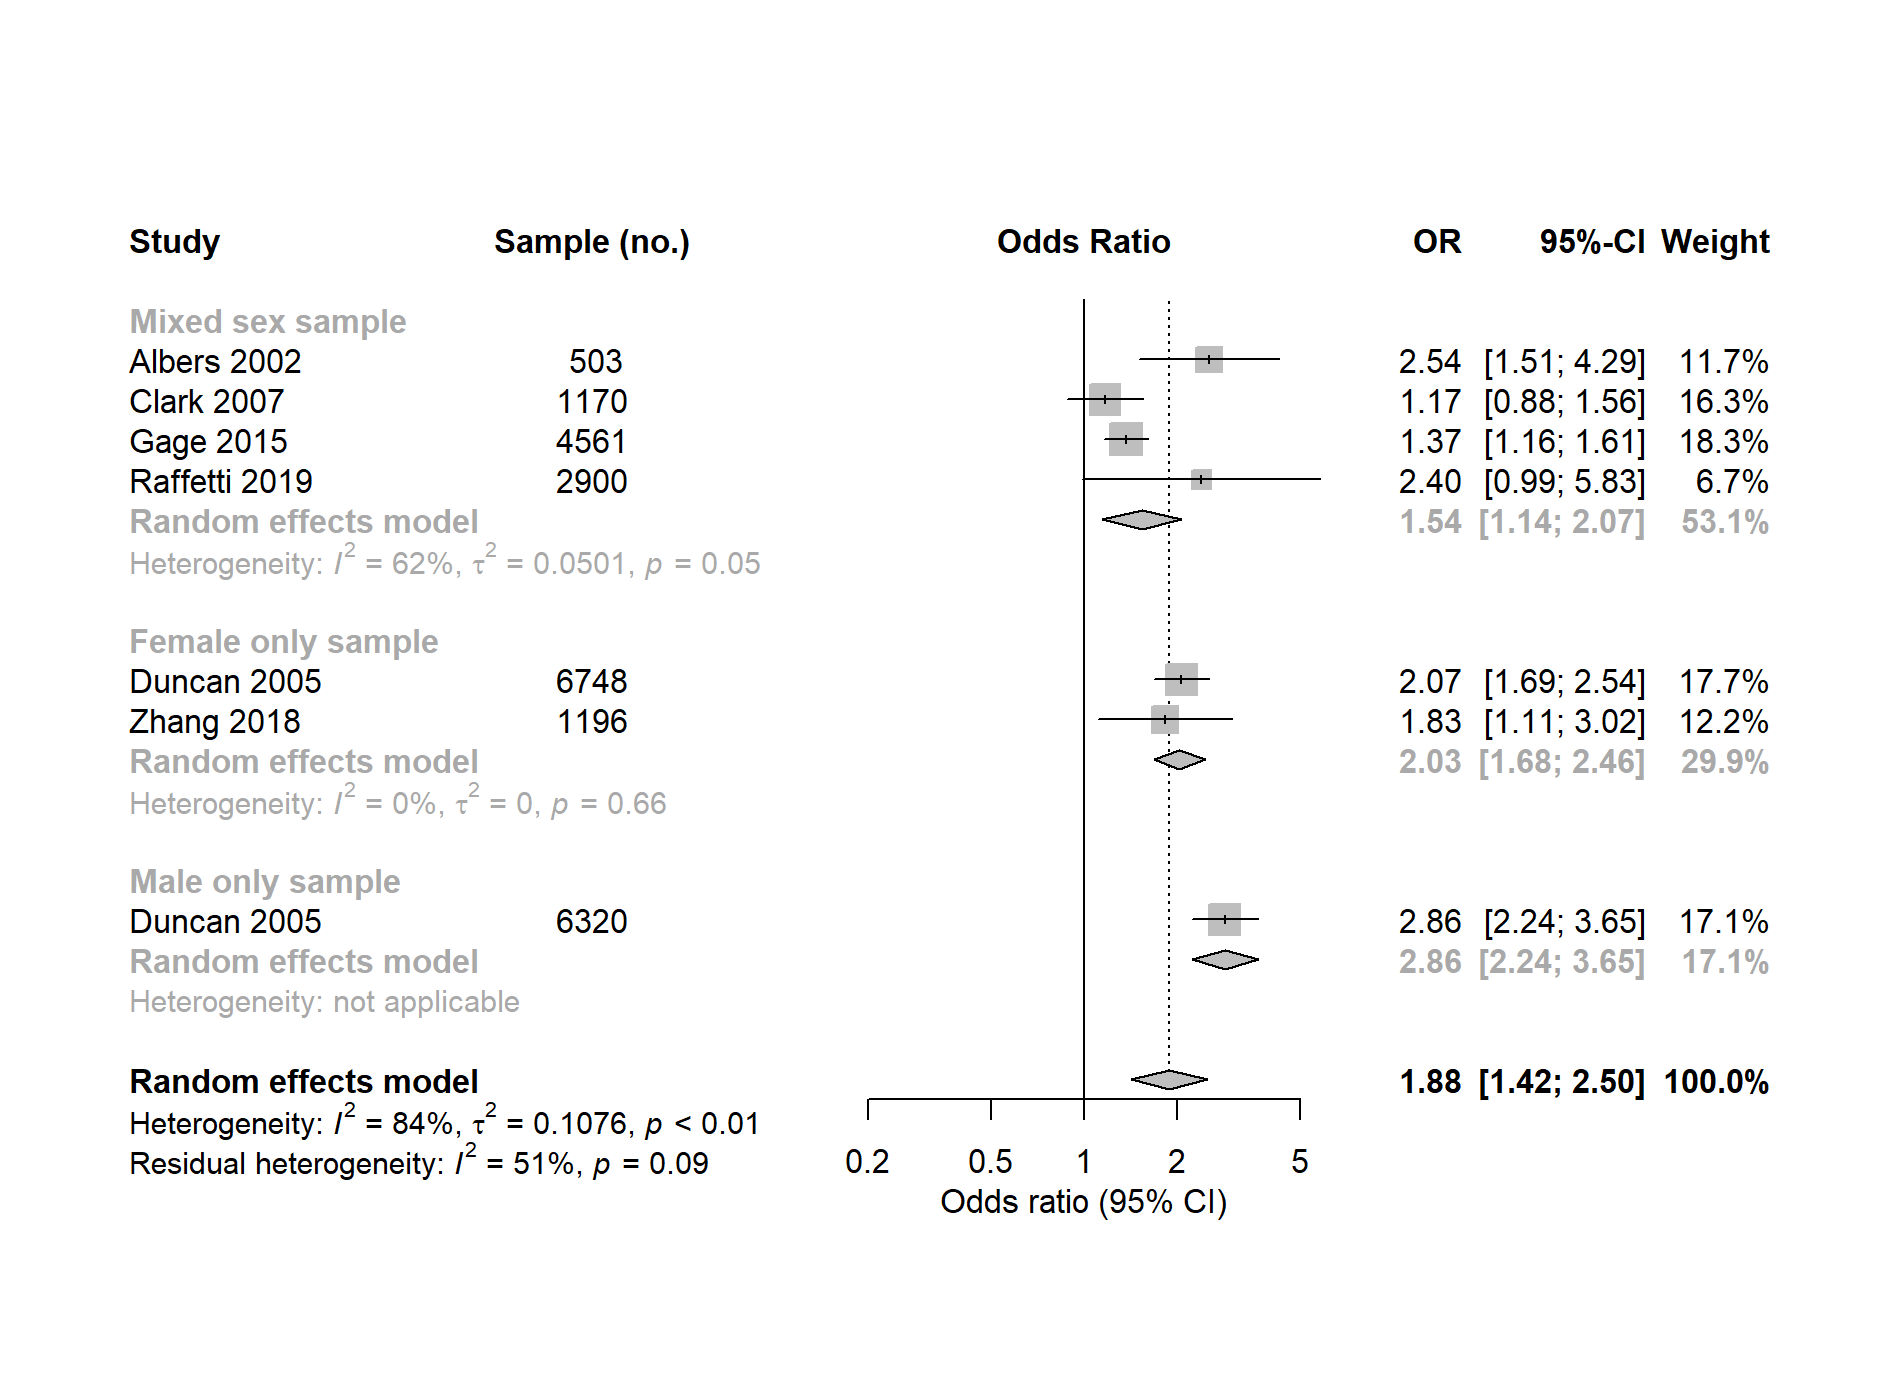 Study Sample (no.) Odds Ratio OR 95%-CI Weight
Mixed sex sample
Albers 2002 503 2.54 [1.51; 4.29] 11.7%
Clark 2007 1170 1.17 [0.88; 1.56] 16.3%
Gage 2015 4561 1.37 [1.16; 1.61] 18.3%
Raffetti 2019 2900 2.40 [0.99; 5.83] 6.7%
Random effects model 1.54 [1.14; 2.07] 53.1%
Heterogeneity: I² = 62%, τ² = 0.0501, p = 0.05
Female only sample
Duncan 2005 6748 2.07 [1.69; 2.54] 17.7%
Zhang 2018 1196 1.83 [1.11; 3.02] 12.2%
Random effects model 2.03 [1.68; 2.46] 29.9%
Heterogeneity: I² = 0%, τ² = 0, p = 0.66
Male only sample
Duncan 2005 6320 2.86 [2.24; 3.65] 17.1%
Random effects model 2.86 [2.24; 3.65] 17.1%
Heterogeneity: not applicable
Random effects model 1.88 [1.42; 2.50] 100.0%
Heterogeneity: I² = 84%, τ² = 0.1076, p < 0.01
Residual heterogeneity: I² = 51%, p = 0.09
0.2 0.5 1 2 5
Odds ratio (95% CI)